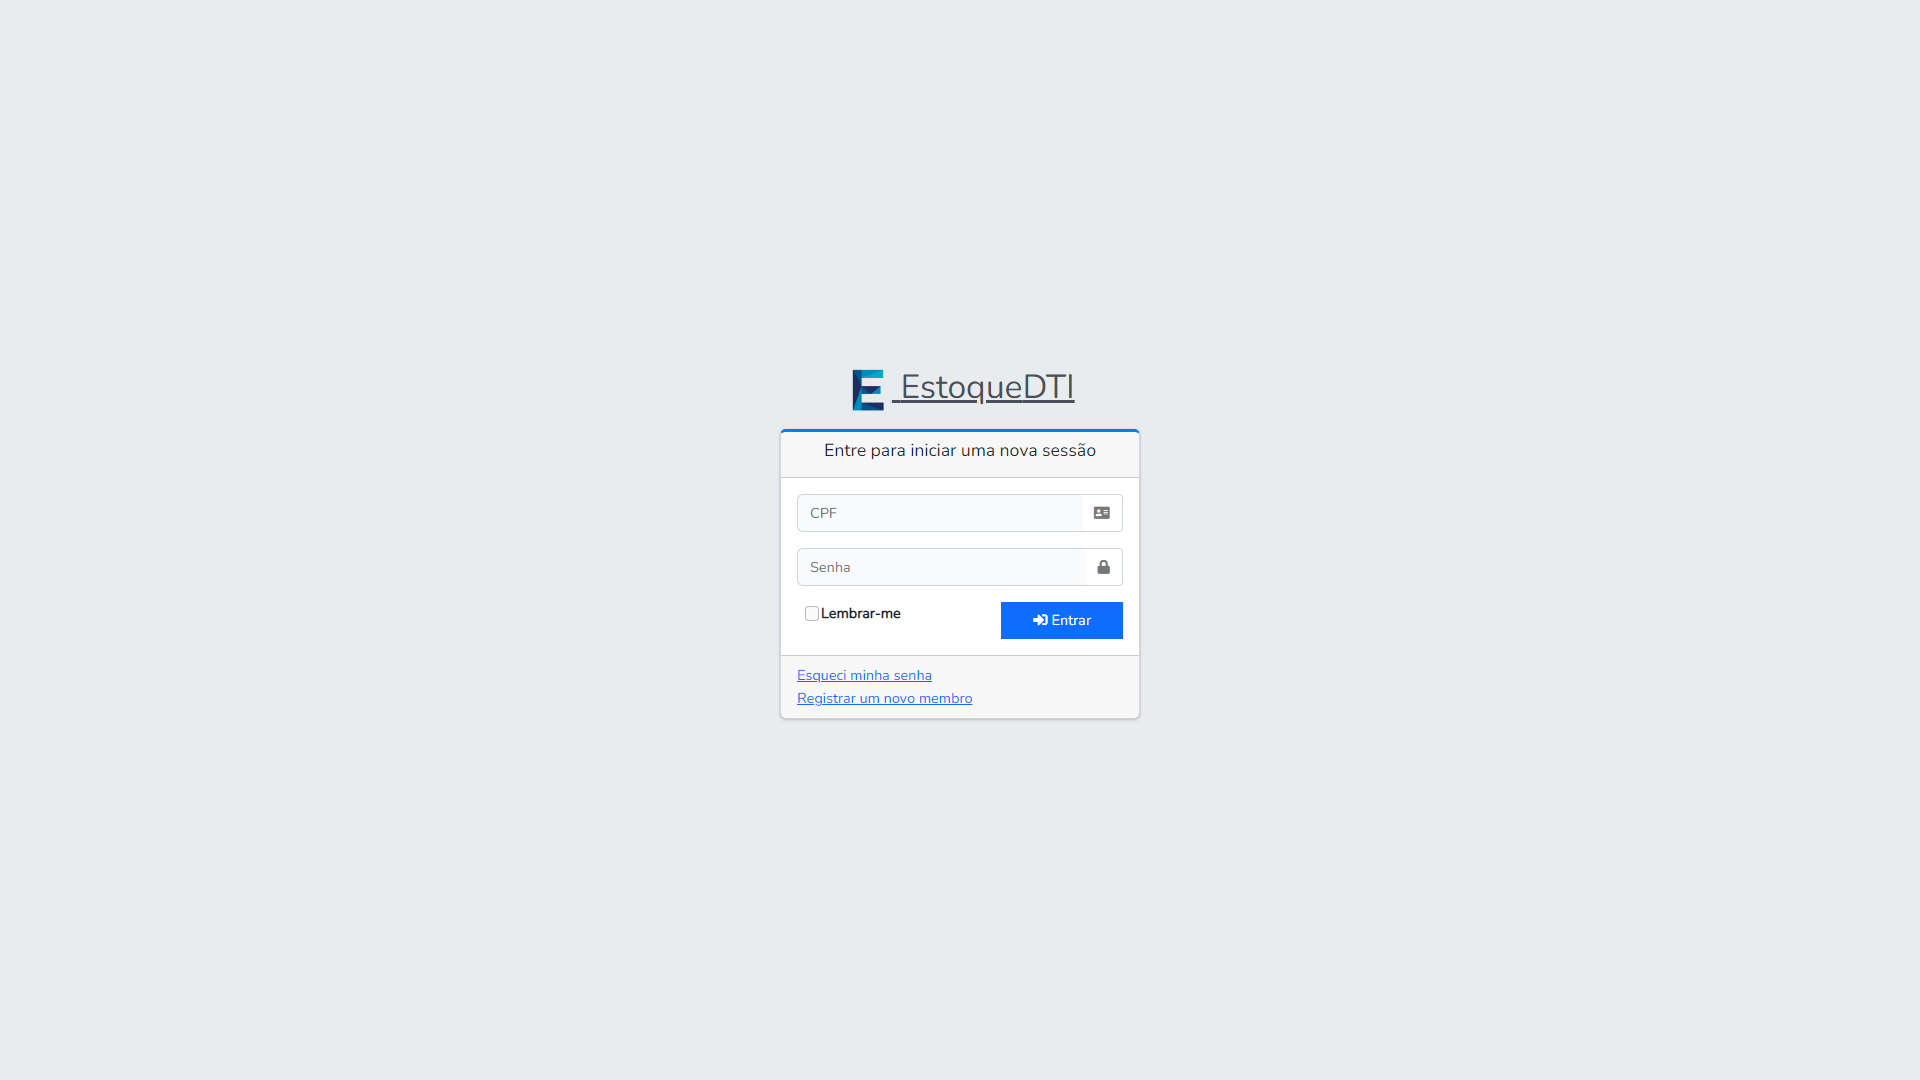 EstoqueDTI
Entre para iniciar uma nova sessão
CPF
Senha
Lembrar-me
Entrar
Esqueci minha senha
Registrar um novo membro